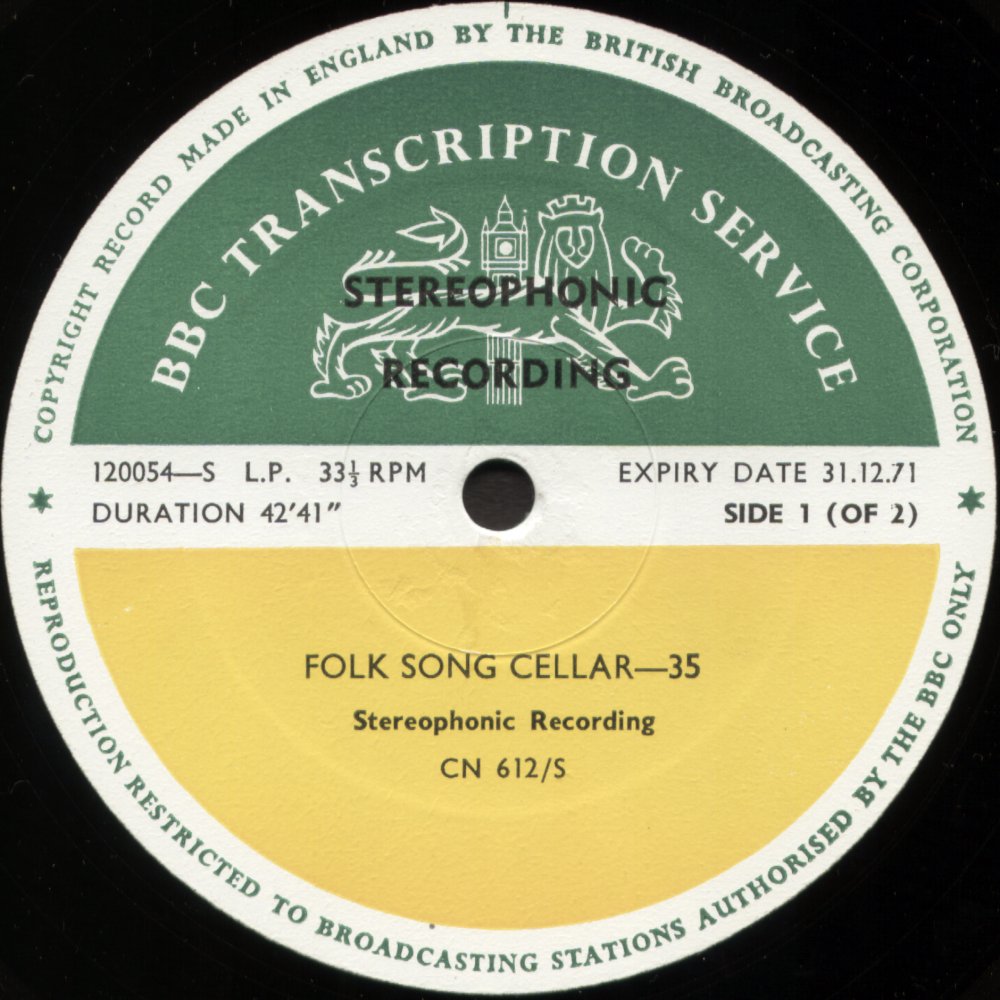 COPYRIGHT RECORD MADE IN ENGLAND BY THE BRITISH BROADCASTING CORPORATION
BBC TRANSCRIPTION SERVICE
STEREOPHONIC
RECORDING
120054—S L.P. 33⅓ RPM
EXPIRY DATE 31.12.71
DURATION 42'41"
SIDE 1 (OF 2)
FOLK SONG CELLAR—35
Stereophonic Recording
CN 612/S
REPRODUCTION RESTRICTED TO BROADCASTING STATIONS AUTHORISED BY THE BBC ONLY